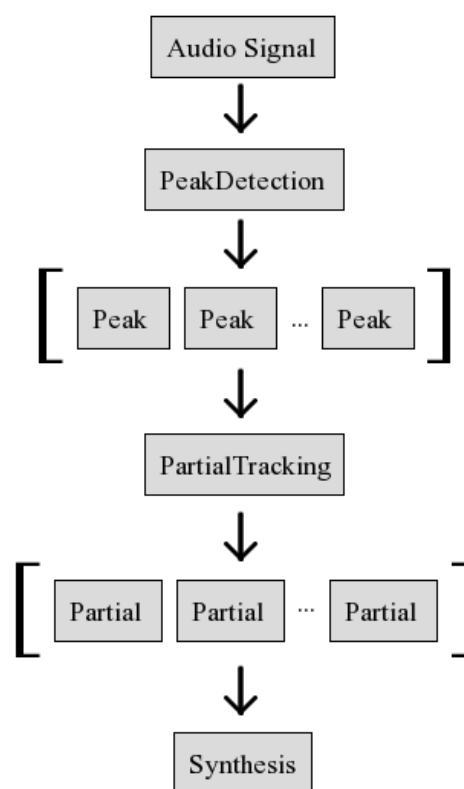 Audio Signal
PeakDetection
Peak Peak ... Peak
PartialTracking
Partial Partial ... Partial
Synthesis